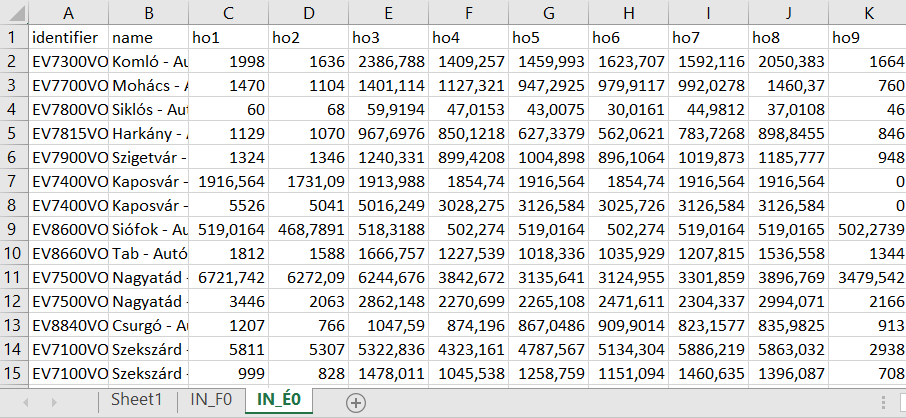 A B C D E F G H I J K
1 identifier name ho1 ho2 ho3 ho4 ho5 ho6 ho7 ho8 ho9
2 EV7300VO Komló - Au 1998 1636 2386,788 1409,257 1459,993 1623,707 1592,116 2050,383 1664
3 EV7700VO Mohács - A 1470 1104 1401,114 1127,321 947,2925 979,9117 992,0278 1460,37 760
4 EV7800VO Siklós - Aut 60 68 59,9194 47,0153 43,0075 30,0161 44,9812 37,0108 46
5 EV7815VO Harkány - A 1129 1070 967,6976 850,1218 627,3379 562,0621 783,7268 898,8455 846
6 EV7900VO Szigetvár - 1324 1346 1240,331 899,4208 1004,898 896,1064 1019,873 1185,777 948
7 EV7400VO Kaposvár - 1916,564 1731,09 1913,988 1854,74 1916,564 1854,74 1916,564 1916,564 0
8 EV7400VO Kaposvár - 5526 5041 5016,249 3028,275 3126,584 3025,726 3126,584 3126,584 0
9 EV8600VO Siófok - Au 519,0164 468,7891 518,3188 502,274 519,0164 502,274 519,0164 519,0165 502,2739
10 EV8660VO Tab - Autó 1812 1588 1666,757 1227,539 1018,336 1035,929 1207,815 1536,558 1344
11 EV7500VO Nagyatád - 6721,742 6272,09 6244,676 3842,672 3135,641 3124,955 3301,859 3896,769 3479,542
12 EV7500VO Nagyatád - 3446 2063 2862,148 2270,699 2265,108 2471,611 2304,337 2994,071 2166
13 EV8840VO Csurgó - Au 1207 766 1047,59 874,196 867,0486 909,9014 823,1577 835,9825 913
14 EV7100VO Szekszárd - 5811 5307 5322,836 4323,161 4787,567 5134,304 5886,219 5863,032 2938
15 EV7100VO Szekszárd - 999 828 1478,011 1045,538 1258,759 1151,094 1460,635 1396,087 708
Sheet1 IN_F0 IN_É0